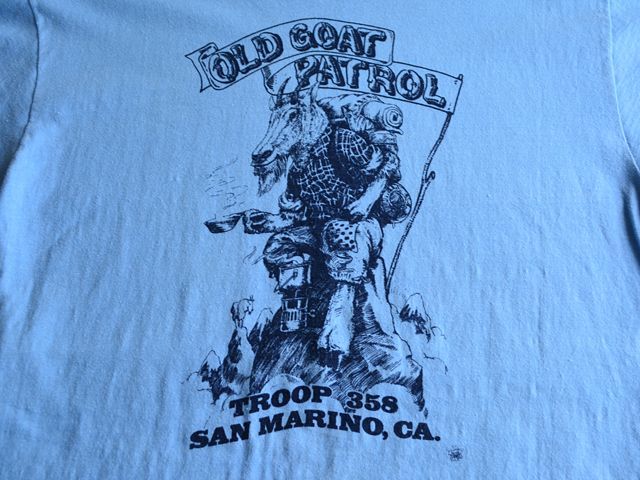 OLD GOAT
PATROL
TROOP 358
SAN MARINO, CA.